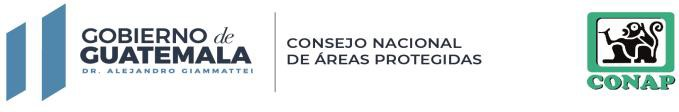 GOBIERNO de
GUATEMALA
DR. ALEJANDRO GIAMMATTEI
CONSEJO NACIONAL
DE ÁREAS PROTEGIDAS
CONAP